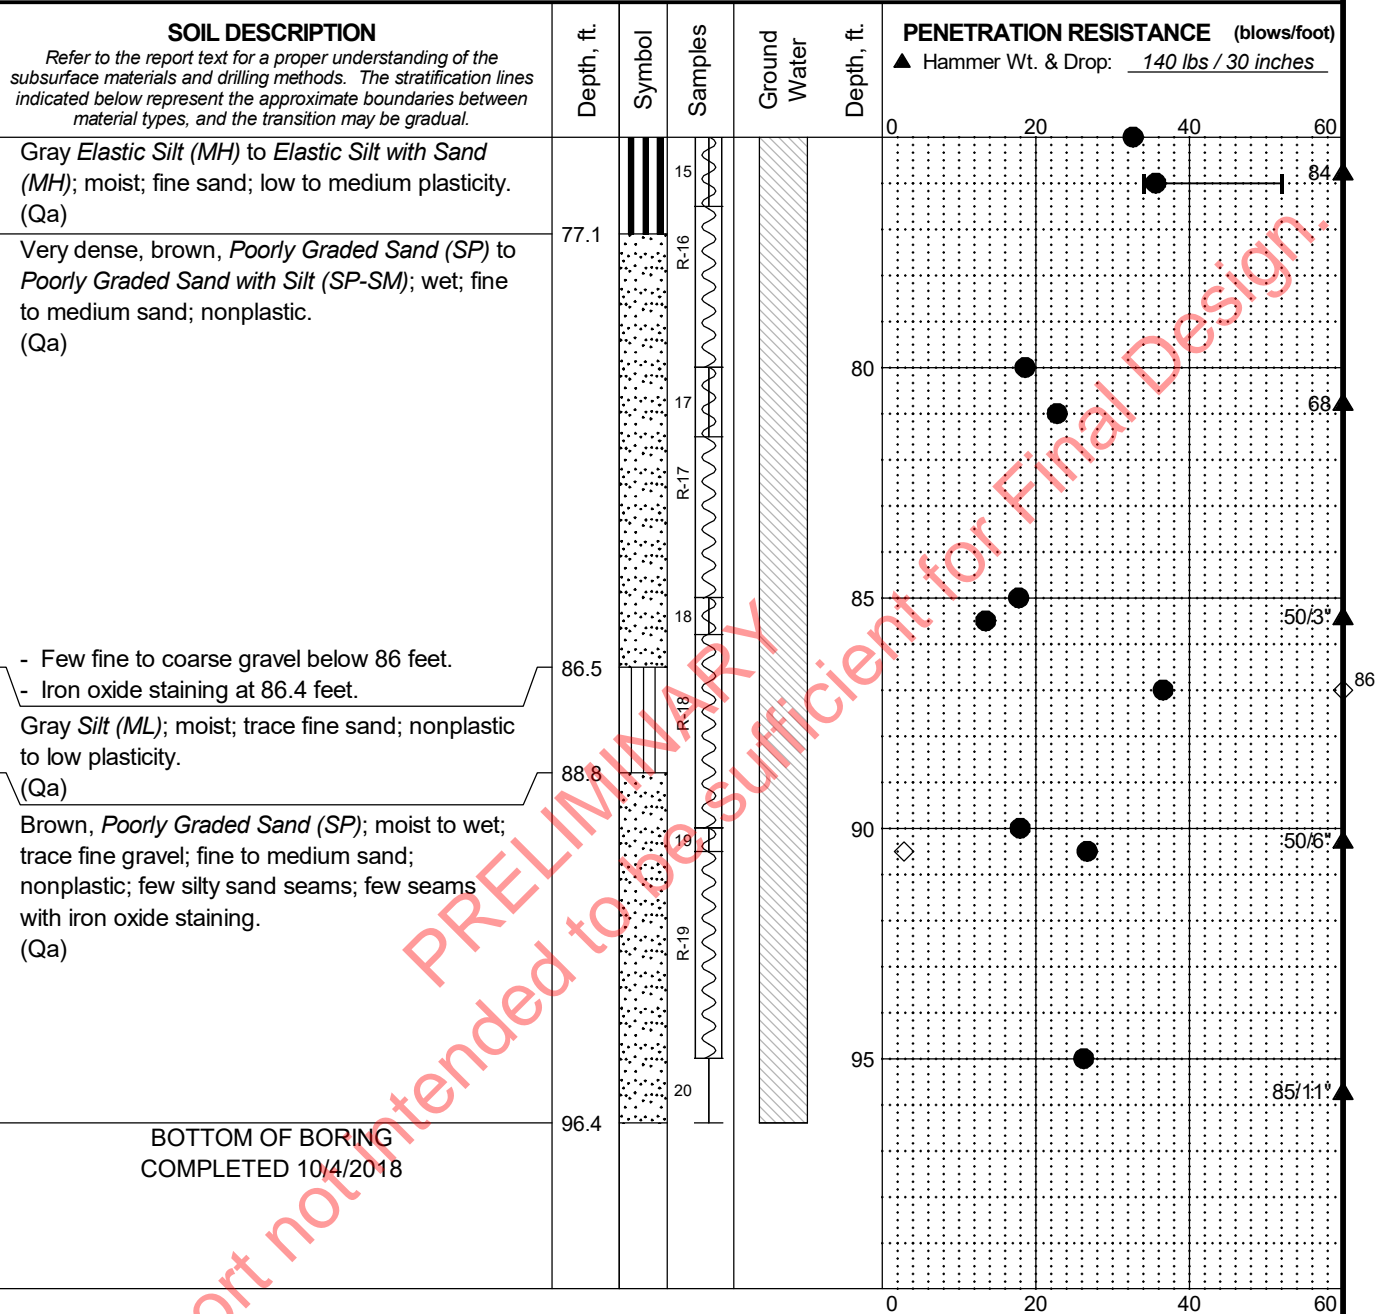 SOIL DESCRIPTION
Refer to the report text for a proper understanding of the
subsurface materials and drilling methods. The stratification lines
indicated below represent the approximate boundaries between
material types, and the transition may be gradual.
Depth, ft.
Symbol
Samples
Ground
Water
Depth, ft.
PENETRATION RESISTANCE (blows/foot)
▲ Hammer Wt. & Drop: 140 lbs / 30 inches
0 20 40 60
Gray Elastic Silt (MH) to Elastic Silt with Sand
(MH); moist; fine sand; low to medium plasticity.
(Qa)
77.1
Very dense, brown, Poorly Graded Sand (SP) to
Poorly Graded Sand with Silt (SP-SM); wet; fine
to medium sand; nonplastic.
(Qa)
- Few fine to coarse gravel below 86 feet.
- Iron oxide staining at 86.4 feet.
86.5
Gray Silt (ML); moist; trace fine sand; nonplastic
to low plasticity.
(Qa)
88.8
Brown, Poorly Graded Sand (SP); moist to wet;
trace fine gravel; fine to medium sand;
nonplastic; few silty sand seams; few seams
with iron oxide staining.
(Qa)
96.4
BOTTOM OF BORING
COMPLETED 10/4/2018
15
R-16
17
R-17
18
R-18
19
R-19
20
80
85
90
95
84
68
50/3"
86
50/6"
85/11"
0 20 40 60
PRELIMINARY
ort not intended to be sufficient for Final Design.